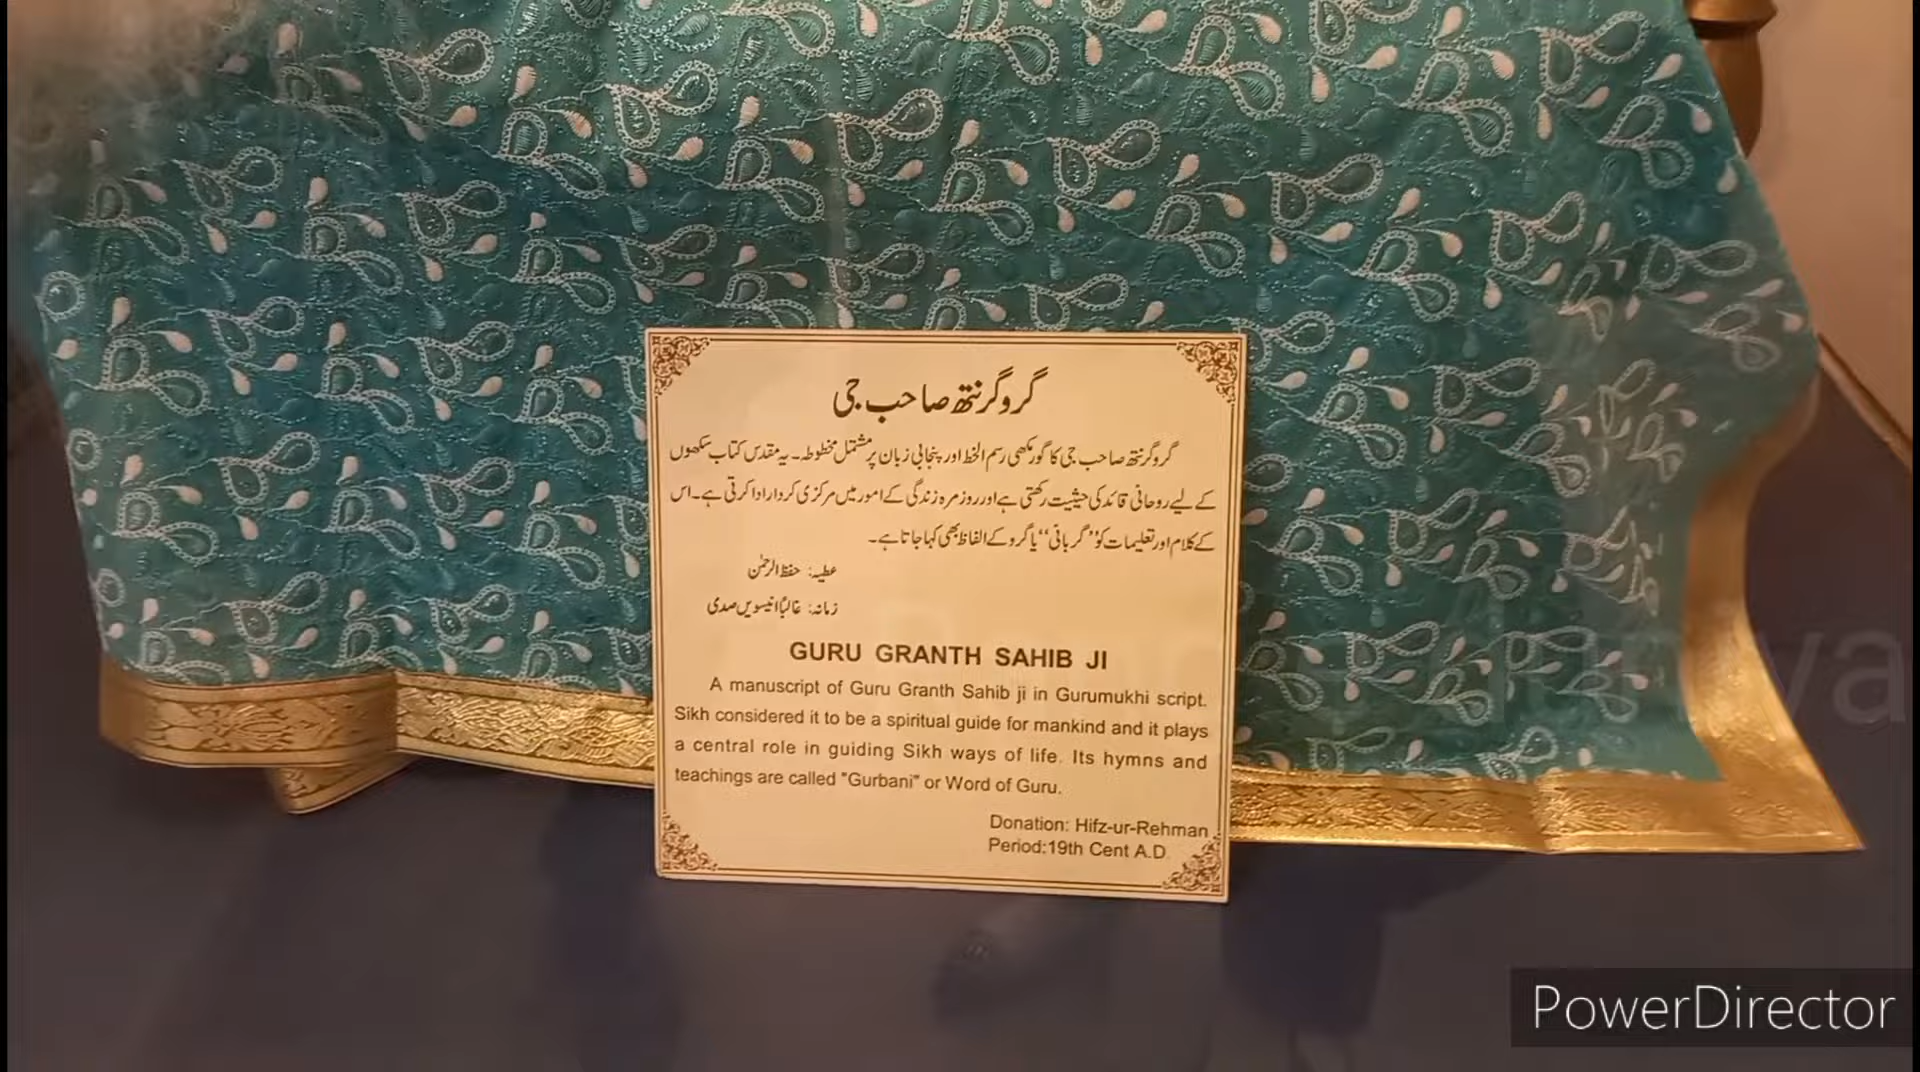 گرو گرنتھ صاحب جی
گرو گرنتھ صاحب جی کا گورمکھی رسم الخط اور پنجابی زبان پر مشتمل مخطوطہ۔ یہ مقدس کتاب سکھوں
کے لیے روحانی قائد کی حیثیت رکھتی ہے اور روزمرہ زندگی کے امور میں مرکزی کردار ادا کرتی ہے۔ اس
کے کلام اور تعلیمات کو ’’گربانی‘‘ یا گرو کے الفاظ بھی کہا جاتا ہے۔
عطیہ: حفظ الرحمٰن
زمانہ: غالباً انیسویں صدی
GURU GRANTH SAHIB JI
A manuscript of Guru Granth Sahib ji in Gurumukhi script.
Sikh considered it to be a spiritual guide for mankind and it plays
a central role in guiding Sikh ways of life. Its hymns and
teachings are called "Gurbani" or Word of Guru.
Donation: Hifz-ur-Rehman
Period:19th Cent A.D.
PowerDirector